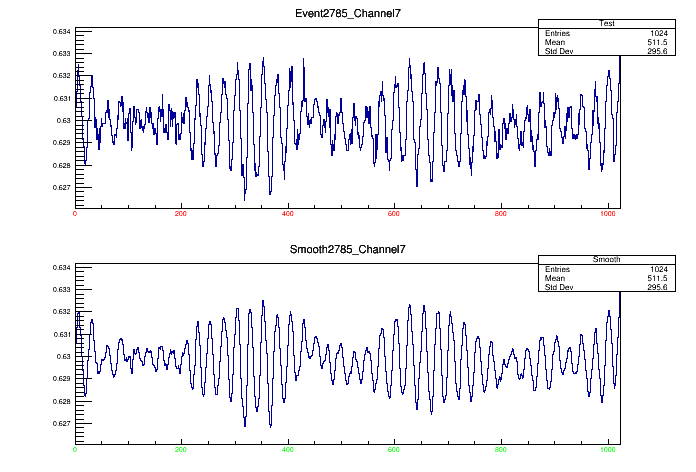 Event2785_Channel7
Test
Entries 1024
Mean 511.5
Std Dev 295.6
0.634
0.633
0.632
0.631
0.63
0.629
0.628
0.627
0 200 400 600 800 1000
Smooth2785_Channel7
Smooth
Entries 1024
Mean 511.5
Std Dev 295.6
0.634
0.633
0.632
0.631
0.63
0.629
0.628
0.627
0 200 400 600 800 1000